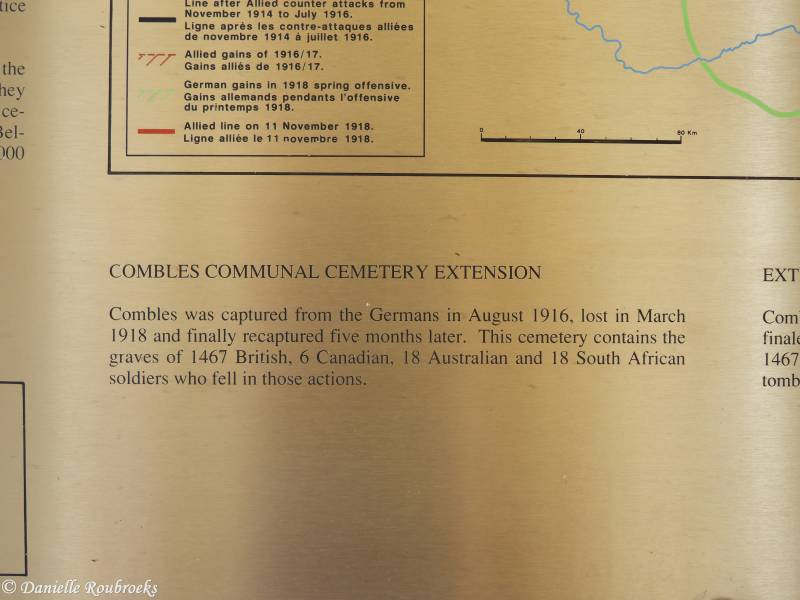 tice
the
hey
ce-
Bel-
000
Line after Allied counter attacks from
November 1914 to July 1916.
Ligne après les contre-attaques alliées
de novembre 1914 á juillet 1916.
Allied gains of 1916/17.
Gains alliés de 1916/17.
German gains in 1918 spring offensive.
Gains allemands pendants l'offensive
du printemps 1918.
Allied line on 11 November 1918.
Ligne alliée le 11 novembre 1918.
0 40 80 Km
COMBLES COMMUNAL CEMETERY EXTENSION
Combles was captured from the Germans in August 1916, lost in March
1918 and finally recaptured five months later. This cemetery contains the
graves of 1467 British, 6 Canadian, 18 Australian and 18 South African
soldiers who fell in those actions.
EXT
Com
finale
1467
tomb
© Danielle Roubroeks